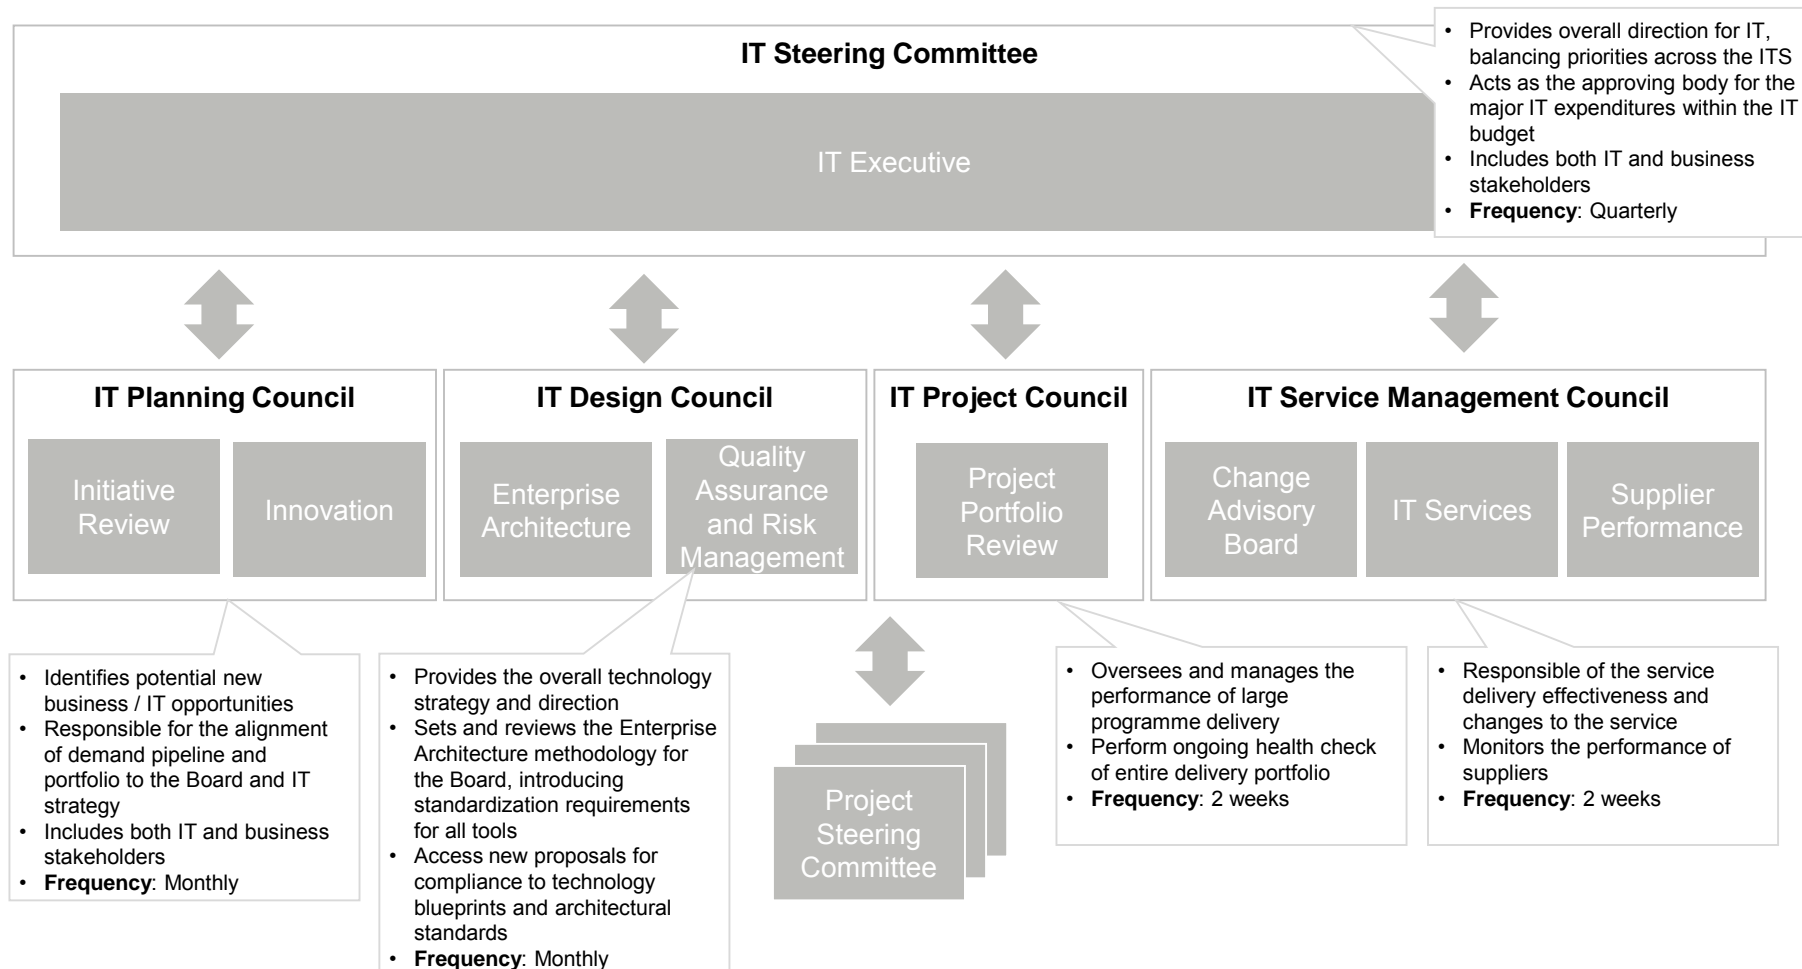 IT Steering Committee
IT Executive
• Provides overall direction for IT,
balancing priorities across the ITS
• Acts as the approving body for the
major IT expenditures within the IT
budget
• Includes both IT and business
stakeholders
• Frequency: Quarterly
IT Planning Council
Initiative
Review
Innovation
IT Design Council
Enterprise
Architecture
Quality
Assurance
and Risk
Management
IT Project Council
Project
Portfolio
Review
IT Service Management Council
Change
Advisory
Board
IT Services
Supplier
Performance
• Identifies potential new
business / IT opportunities
• Responsible for the alignment
of demand pipeline and
portfolio to the Board and IT
strategy
• Includes both IT and business
stakeholders
• Frequency: Monthly
• Provides the overall technology
strategy and direction
• Sets and reviews the Enterprise
Architecture methodology for
the Board, introducing
standardization requirements
for all tools
• Access new proposals for
compliance to technology
blueprints and architectural
standards
• Frequency: Monthly
Project
Steering
Committee
• Oversees and manages the
performance of large
programme delivery
• Perform ongoing health check
of entire delivery portfolio
• Frequency: 2 weeks
• Responsible of the service
delivery effectiveness and
changes to the service
• Monitors the performance of
suppliers
• Frequency: 2 weeks